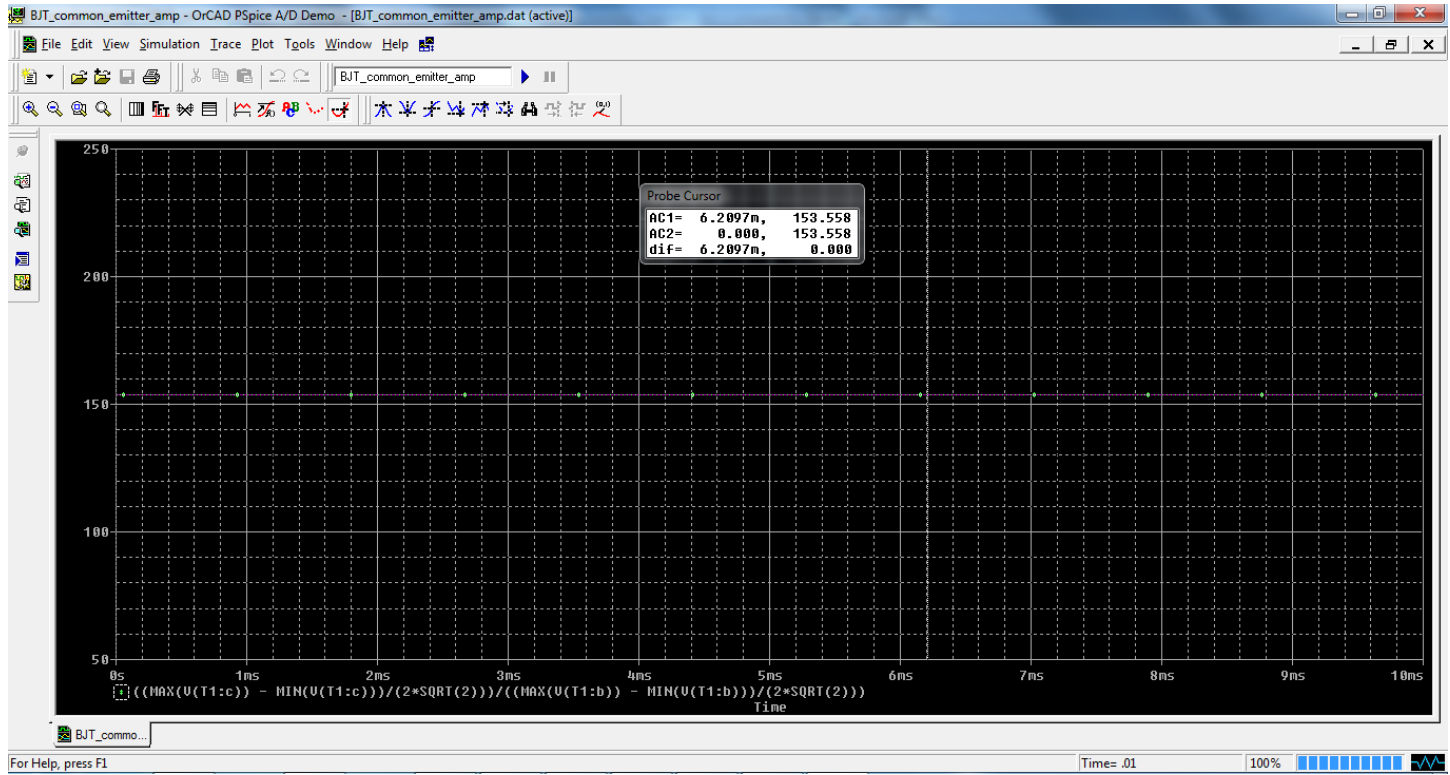 BJT_common_emitter_amp - OrCAD PSpice A/D Demo - [BJT_common_emitter_amp.dat (active)]
File Edit View Simulation Trace Plot Tools Window Help
BJT_common_emitter_amp
250
200
150
100
50
Probe Cursor
AC1= 6.2097m, 153.558
AC2= 0.000, 153.558
dif= 6.2097m, 0.000
0s 1ms 2ms 3ms 4ms 5ms 6ms 7ms 8ms 9ms 10ms
((MAX(V(T1:c)) - MIN(V(T1:c)))/(2*SQRT(2)))/((MAX(V(T1:b)) - MIN(V(T1:b)))/(2*SQRT(2)))
Time
BJT_commo...
For Help, press F1 Time= .01 100%